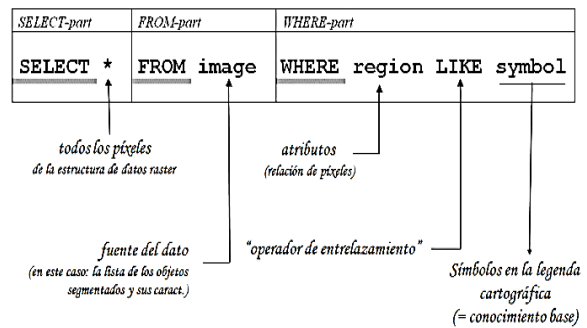 SELECT-part FROM-part WHERE-part
SELECT * FROM image WHERE region LIKE symbol
todos los píxeles
de la estructura de datos raster
atributos
(relación de píxeles)
fuente del dato
(en este caso: la lista de los objetos
segmentados y sus caract.)
"operador de entrelazamiento"
Símbolos en la legenda
cartográfica
(= conocimiento base)